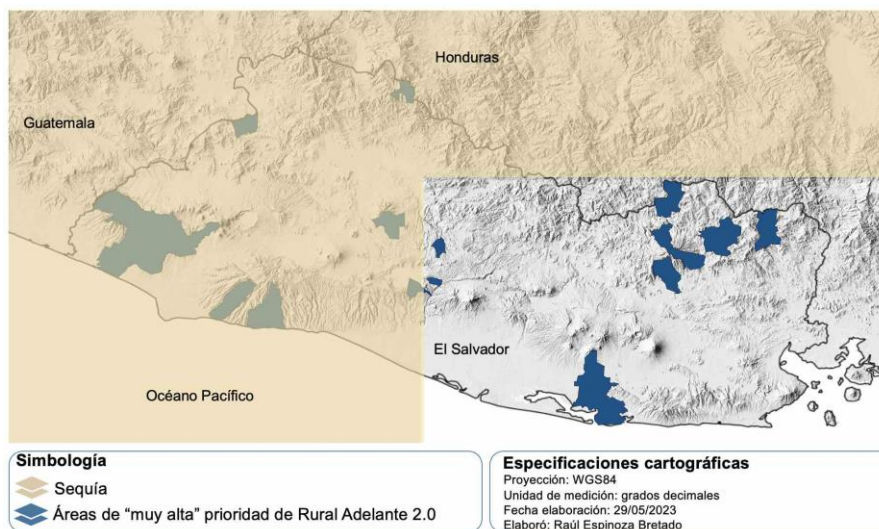 Honduras
Guatemala
El Salvador
Océano Pacífico
Simbología
Sequía
Áreas de “muy alta” prioridad de Rural Adelante 2.0
Especificaciones cartográficas
Proyección: WGS84
Unidad de medición: grados decimales
Fecha elaboración: 29/05/2023
Elaboró: Raúl Espinoza Bretado